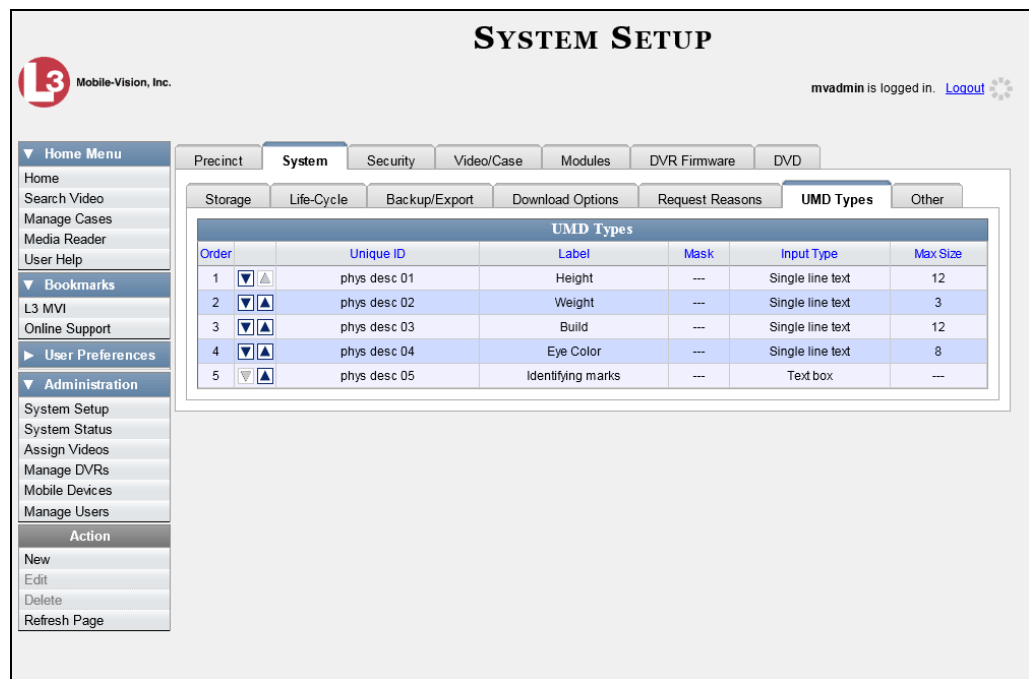 SYSTEM SETUP
L3 Mobile-Vision, Inc.
mvadmin is logged in. Logout
Home Menu
Home
Search Video
Manage Cases
Media Reader
User Help
Bookmarks
L3 MVI
Online Support
User Preferences
Administration
System Setup
System Status
Assign Videos
Manage DVRs
Mobile Devices
Manage Users
Action
New
Edit
Delete
Refresh Page
Precinct System Security Video/Case Modules DVR Firmware DVD
Storage Life-Cycle Backup/Export Download Options Request Reasons UMD Types Other
UMD Types
Order Unique ID Label Mask Input Type Max Size
1 phys desc 01 Height --- Single line text 12
2 phys desc 02 Weight --- Single line text 3
3 phys desc 03 Build --- Single line text 12
4 phys desc 04 Eye Color --- Single line text 8
5 phys desc 05 Identifying marks --- Text box ---